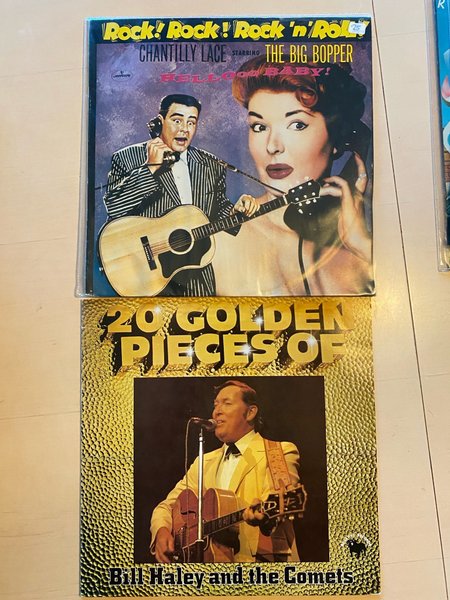 ROCK! ROCK! ROCK 'n' ROLL
CHANTILLY LACE STARRING THE BIG BOPPER
HELLOOO BABY!
20 GOLDEN
PIECES OF
Bill Haley and the Comets